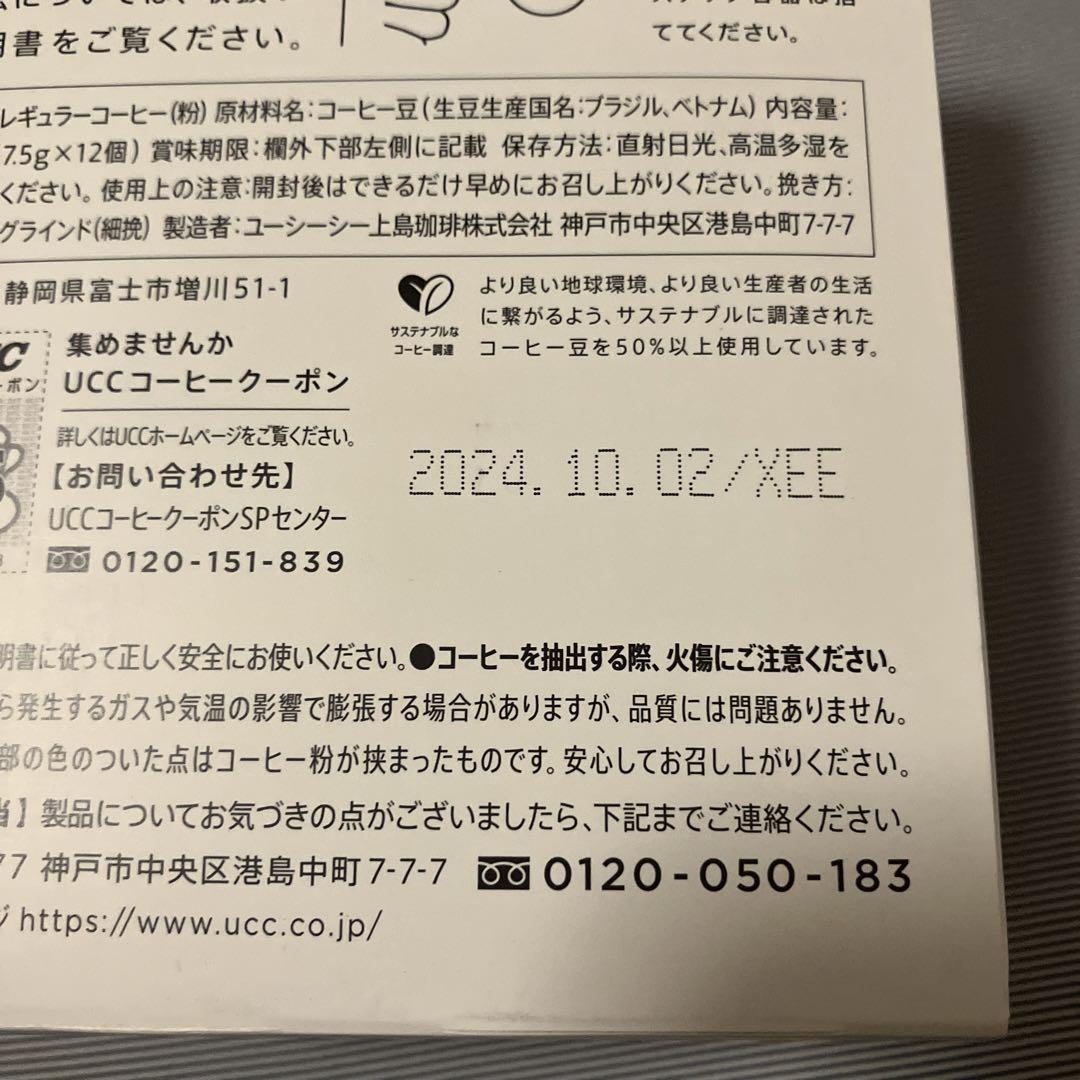 明書をご覧ください。
ててください。
レギュラーコーヒー(粉) 原材料名:コーヒー豆(生豆生産国名:ブラジル、ベトナム) 内容量:
7.5g×12個) 賞味期限:欄外下部左側に記載 保存方法:直射日光、高温多湿を
ください。使用上の注意:開封後はできるだけ早めにお召し上がりください。挽き方:
グラインド(細挽) 製造者:ユーシーシー上島珈琲株式会社 神戸市中央区港島中町7-7-7
静岡県富士市増川51-1
サステナブルな
コーヒー調達
より良い地球環境、より良い生産者の生活
に繋がるよう、サステナブルに調達された
コーヒー豆を50%以上使用しています。
集めませんか
UCCコーヒークーポン
詳しくはUCCホームページをご覧ください。
【お問い合わせ先】
UCCコーヒークーポンSPセンター
0120-151-839
2024.10.02/XEE
明書に従って正しく安全にお使いください。●コーヒーを抽出する際、火傷にご注意ください。
ら発生するガスや気温の影響で膨張する場合がありますが、品質には問題ありません。
部の色のついた点はコーヒー粉が挟まったものです。安心してお召し上がりください。
当】製品についてお気づきの点がございましたら、下記までご連絡ください。
77 神戸市中央区港島中町7-7-7 0120-050-183
ジ https://www.ucc.co.jp/